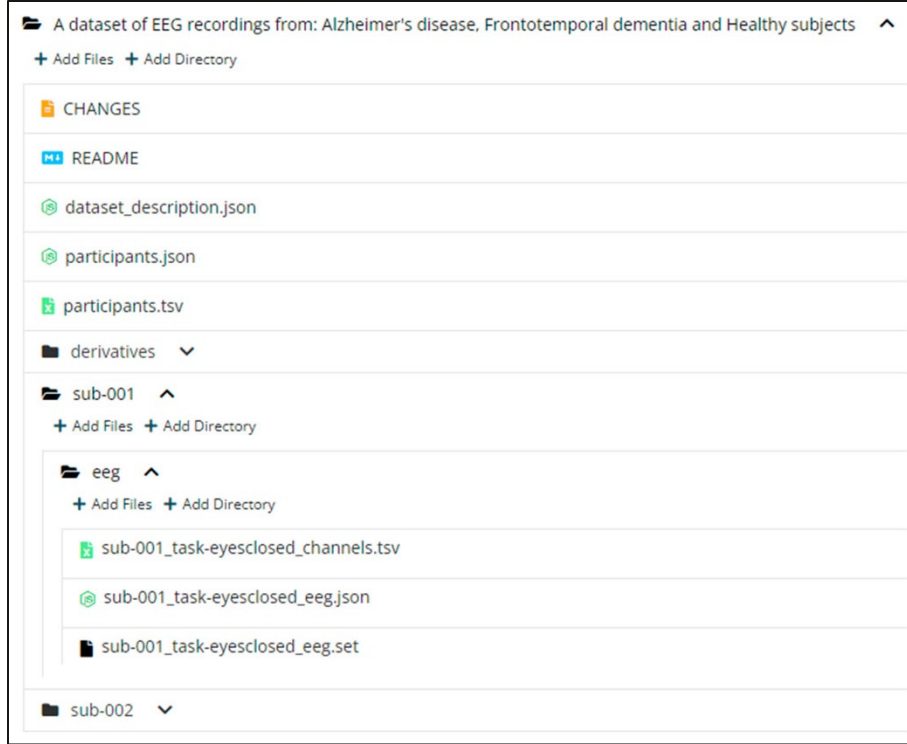 A dataset of EEG recordings from: Alzheimer's disease, Frontotemporal dementia and Healthy subjects
+ Add Files + Add Directory
CHANGES
README
dataset_description.json
participants.json
participants.tsv
derivatives
sub-001
+ Add Files + Add Directory
eeg
+ Add Files + Add Directory
sub-001_task-eyesclosed_channels.tsv
sub-001_task-eyesclosed_eeg.json
sub-001_task-eyesclosed_eeg.set
sub-002